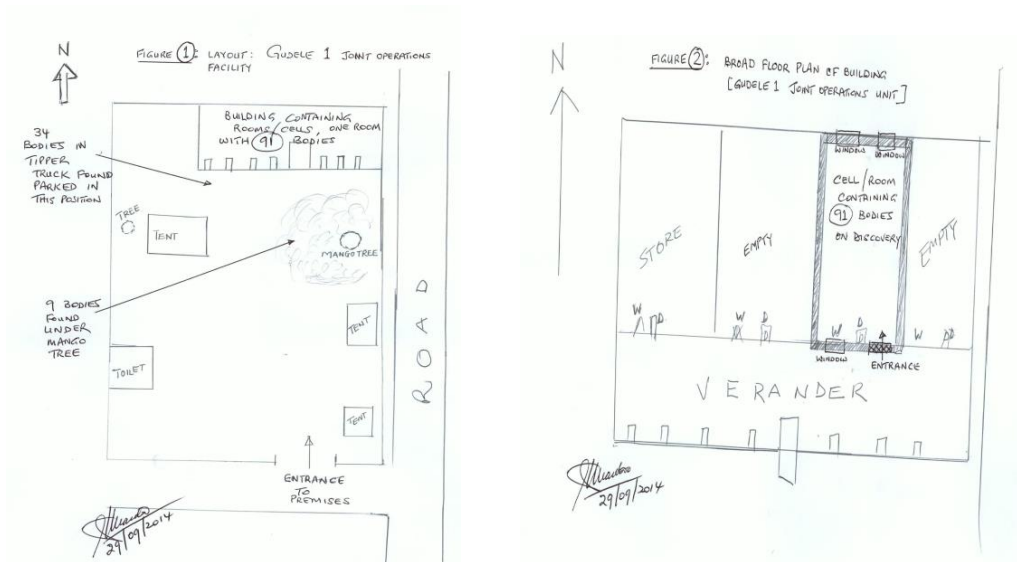 N
FIGURE 1: LAYOUT: GUDELE 1 JOINT OPERATIONS
FACILITY
BUILDING CONTAINING
ROOMS/CELLS, ONE ROOM
WITH 91 BODIES
34
BODIES IN
TIPPER
TRUCK FOUND
PARKED IN
THIS POSITION
TREE
TENT
MANGO TREE
9 BODIES
FOUND
UNDER
MANGO
TREE
TENT
TOILET
TENT
ROAD
ENTRANCE
TO
PREMISES
29/09/2014
N
FIGURE 2: BROAD FLOOR PLAN OF BUILDING
[GUDELE 1 JOINT OPERATIONS UNIT]
WINDOW
WINDOW
CELL/ROOM
CONTAINING
91 BODIES
ON DISCOVERY
STORE
EMPTY
EMPTY
W D
W D
W D
W D
WINDOW
ENTRANCE
VERANDER
29/09/2014